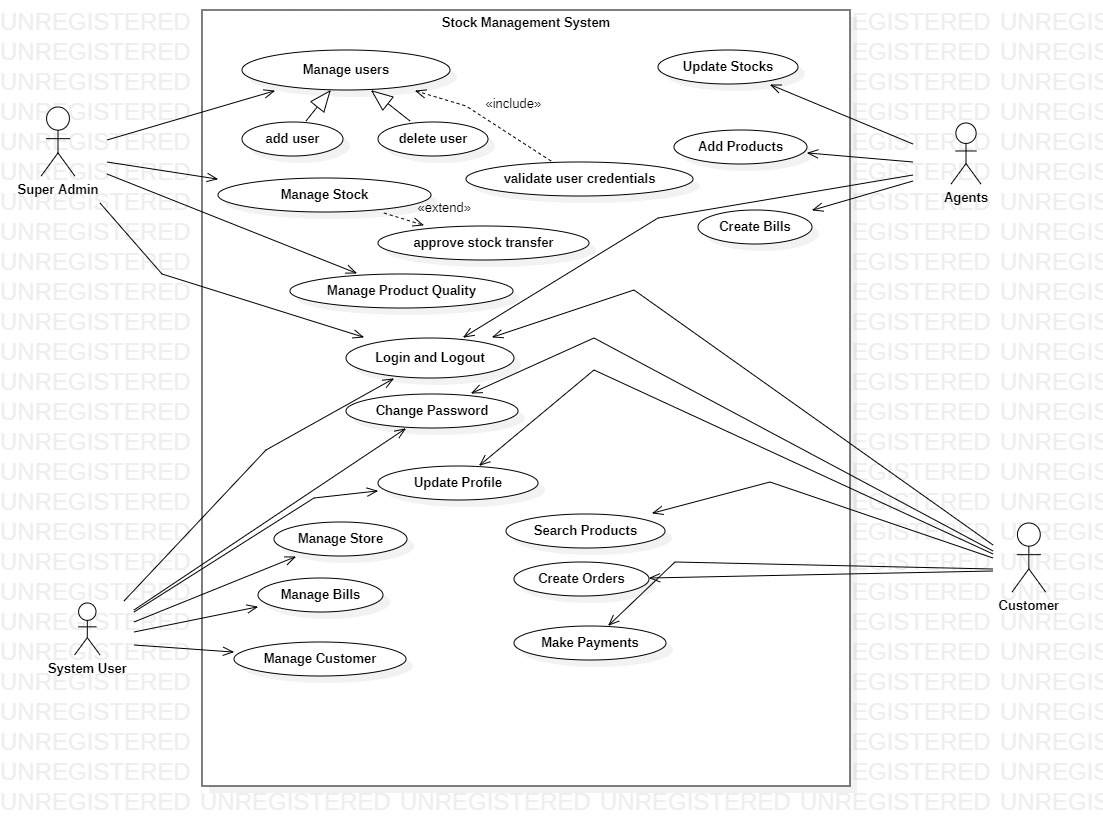 Stock Management System
Manage users
Update Stocks
«include»
add user
delete user
Add Products
validate user credentials
Super Admin
Manage Stock
Agents
«extend»
Create Bills
approve stock transfer
Manage Product Quality
Login and Logout
Change Password
Update Profile
Search Products
Manage Store
Create Orders
Manage Bills
Customer
Make Payments
Manage Customer
System User
UNREGISTERED UNREGISTERED UNREGISTERED UNREGISTERED UNREGISTERED UNREGIS